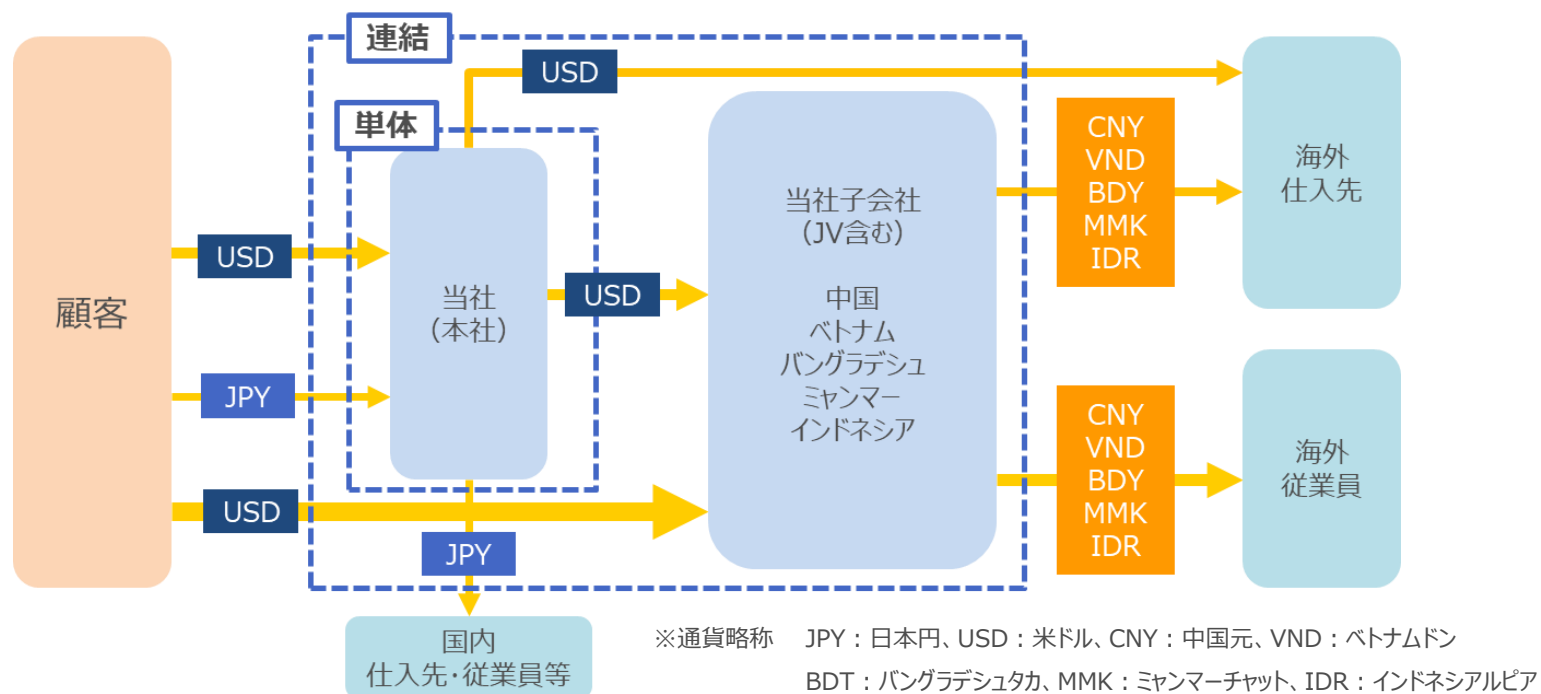 連結
USD
単体
顧客
USD
JPY
USD
当社
（本社）
USD
JPY
当社子会社
（JV含む）
中国
ベトナム
バングラデシュ
ミャンマー
インドネシア
CNY
VND
BDY
MMK
IDR
海外
仕入先
CNY
VND
BDY
MMK
IDR
海外
従業員
国内
仕入先・従業員等
※通貨略称　JPY：日本円、USD：米ドル、CNY：中国元、VND：ベトナムドン
BDT：バングラデシュタカ、MMK：ミャンマーチャット、IDR：インドネシアルピア